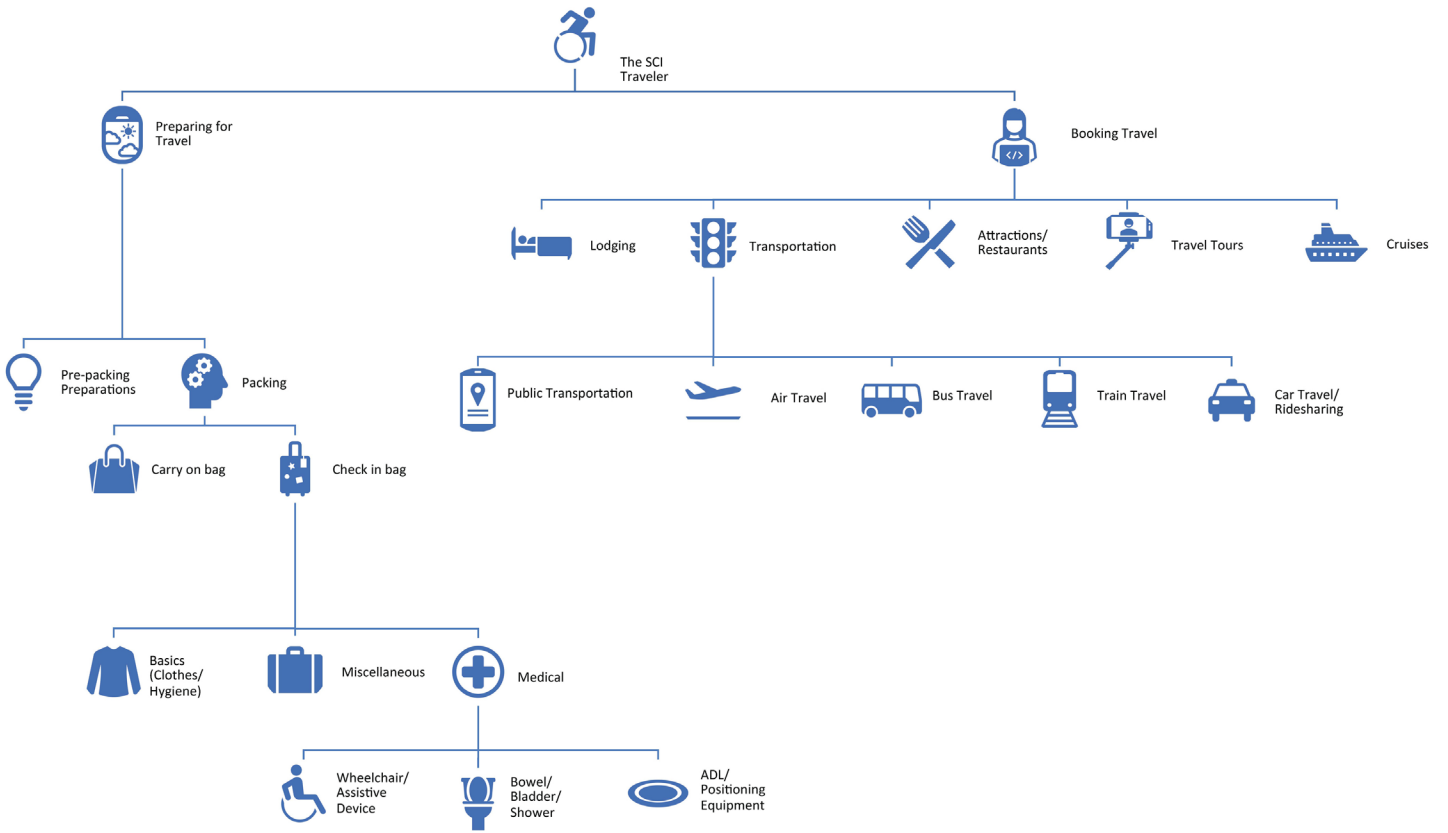 The SCI
Traveler
Preparing for
Travel
Booking Travel
Lodging
Transportation
Attractions/
Restaurants
Travel Tours
Cruises
Pre-packing
Preparations
Packing
Public Transportation
Air Travel
Bus Travel
Train Travel
Car Travel/
Ridesharing
Carry on bag
Check in bag
Basics
(Clothes/
Hygiene)
Miscellaneous
Medical
Wheelchair/
Assistive
Device
Bowel/
Bladder/
Shower
ADL/
Positioning
Equipment